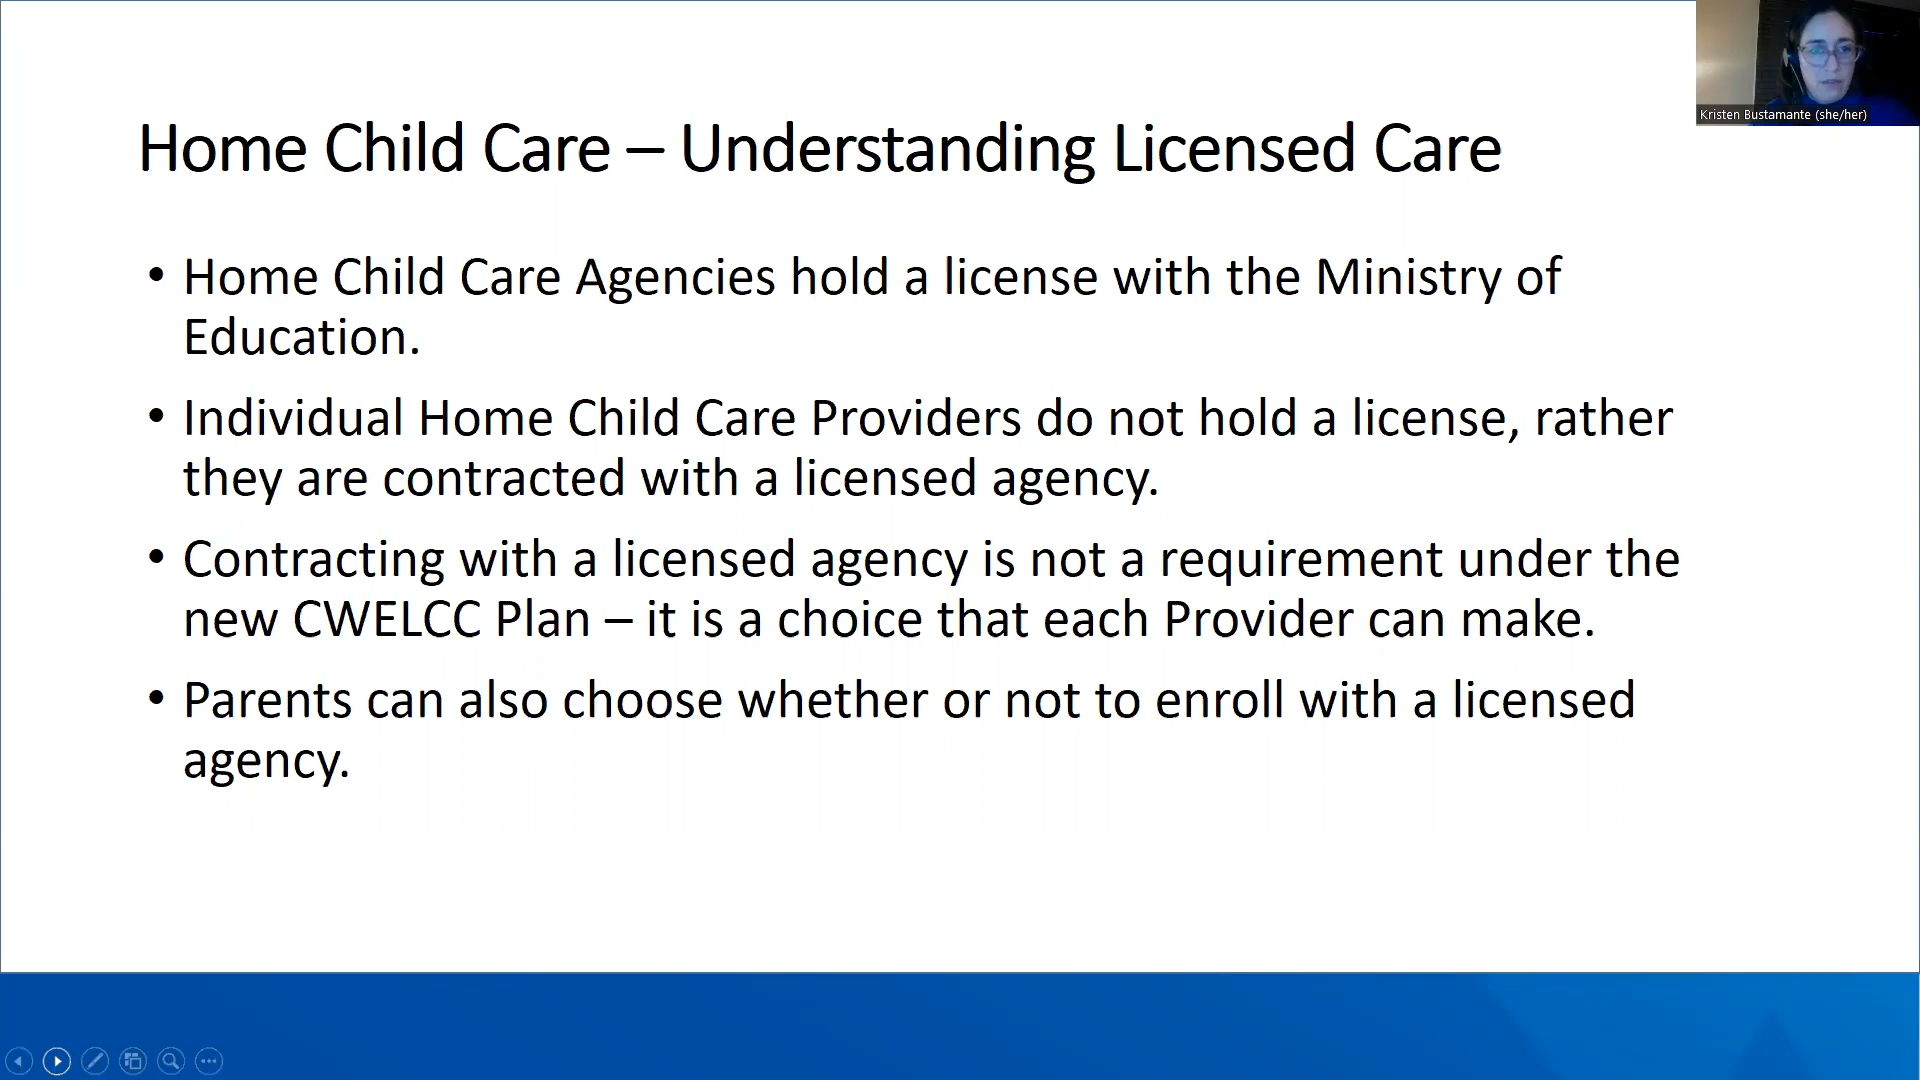 Kristen Bustamante (she/her)
Home Child Care – Understanding Licensed Care
• Home Child Care Agencies hold a license with the Ministry of
Education.
• Individual Home Child Care Providers do not hold a license, rather
they are contracted with a licensed agency.
• Contracting with a licensed agency is not a requirement under the
new CWELCC Plan – it is a choice that each Provider can make.
• Parents can also choose whether or not to enroll with a licensed
agency.